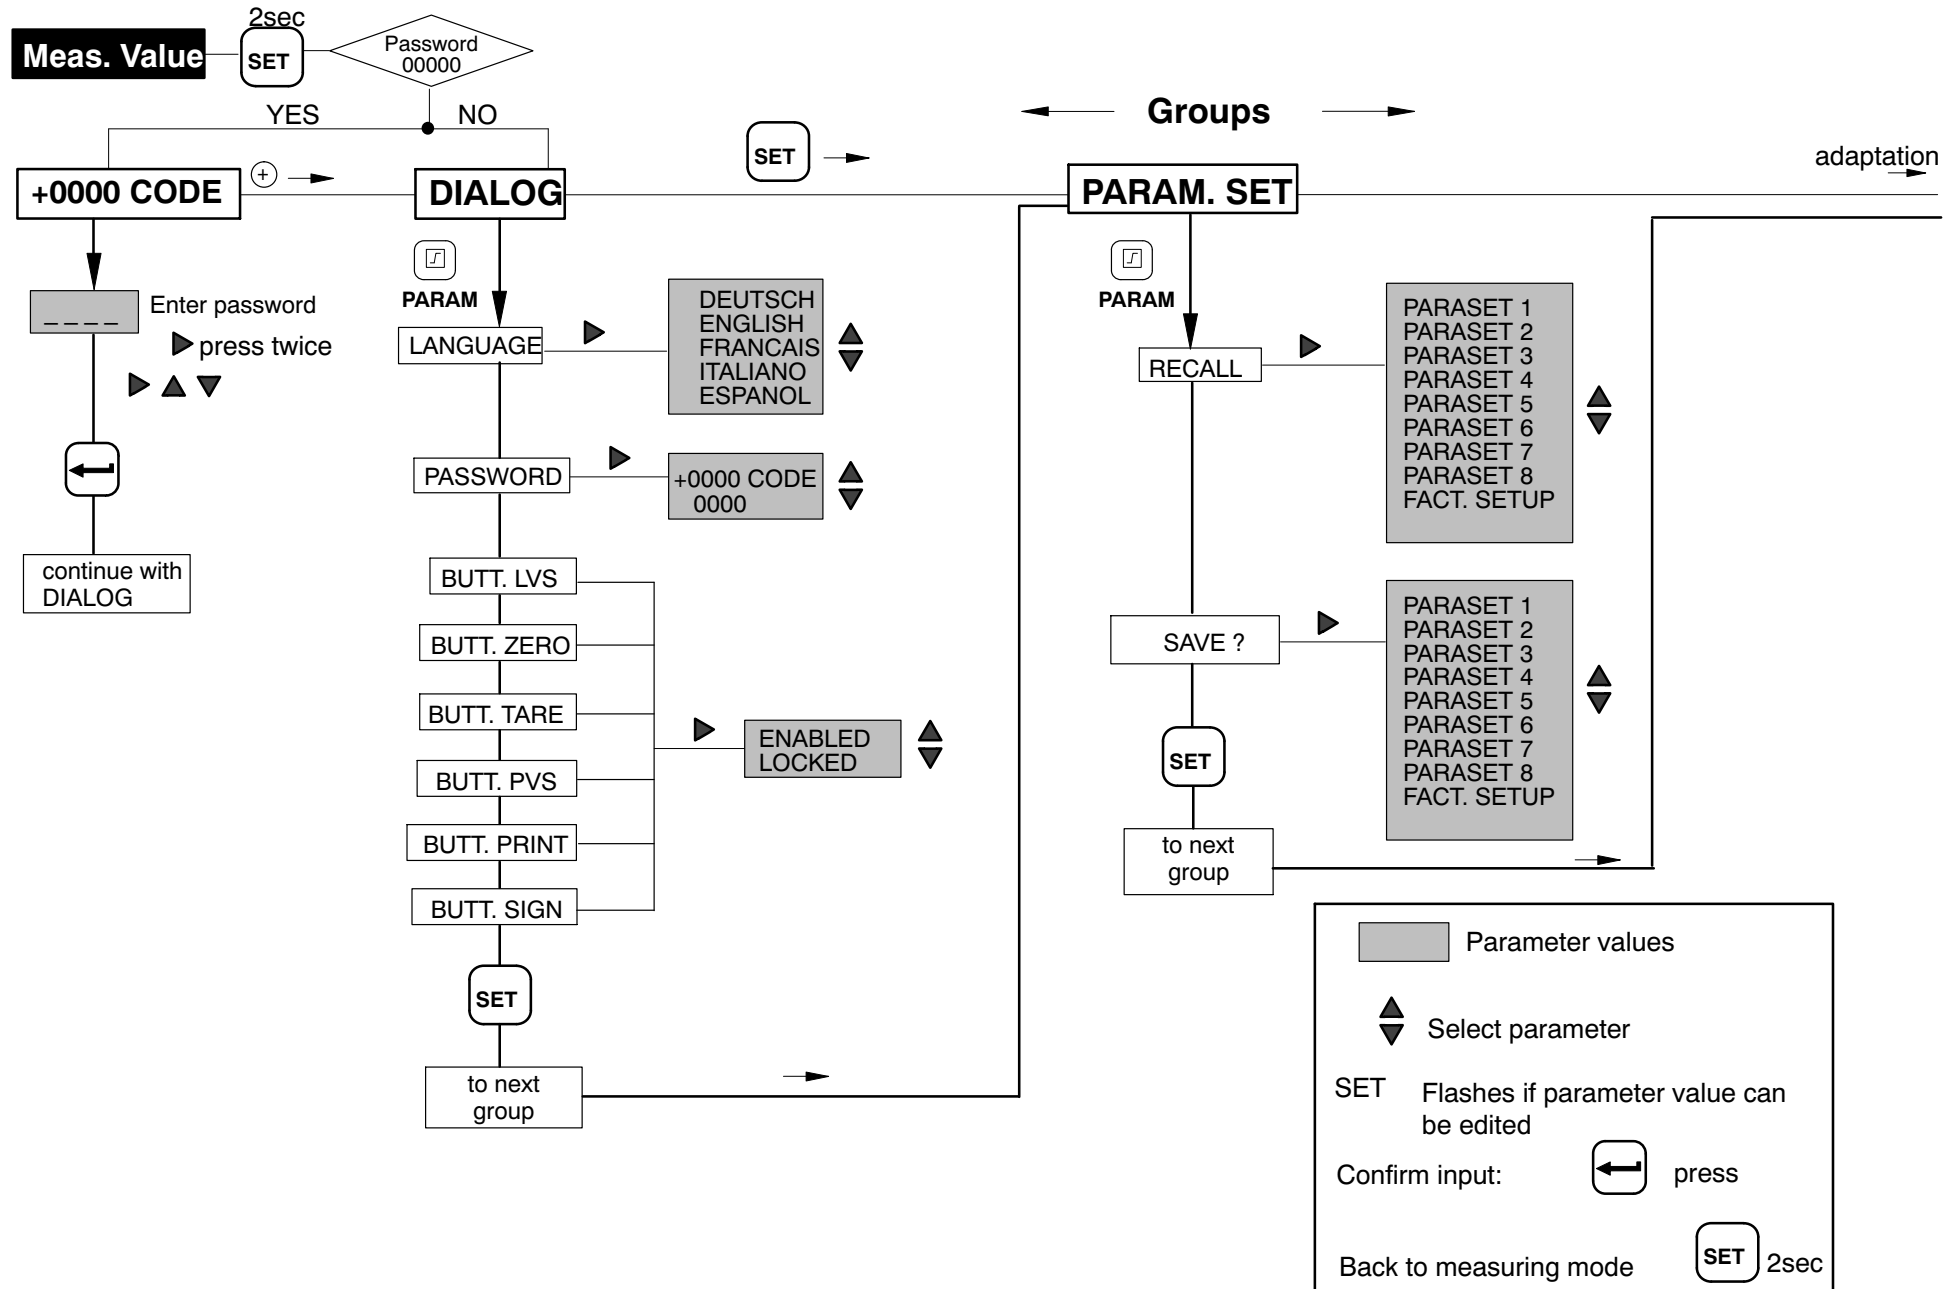 2sec
Meas. Value
SET
Password
00000
YES
NO
Groups
SET
adaptation
+0000 CODE
+
DIALOG
PARAM. SET
PARAM
PARAM
Enter password
_ _ _ _
press twice
LANGUAGE
DEUTSCH
ENGLISH
FRANCAIS
ITALIANO
ESPANOL
RECALL
PARASET 1
PARASET 2
PARASET 3
PARASET 4
PARASET 5
PARASET 6
PARASET 7
PARASET 8
FACT. SETUP
PASSWORD
+0000 CODE
0000
continue with
DIALOG
BUTT. LVS
BUTT. ZERO
BUTT. TARE
BUTT. PVS
BUTT. PRINT
BUTT. SIGN
ENABLED
LOCKED
SAVE ?
PARASET 1
PARASET 2
PARASET 3
PARASET 4
PARASET 5
PARASET 6
PARASET 7
PARASET 8
FACT. SETUP
SET
to next
group
SET
to next
group
Parameter values
Select parameter
SET
Flashes if parameter value can
be edited
Confirm input:
press
Back to measuring mode
SET
2sec